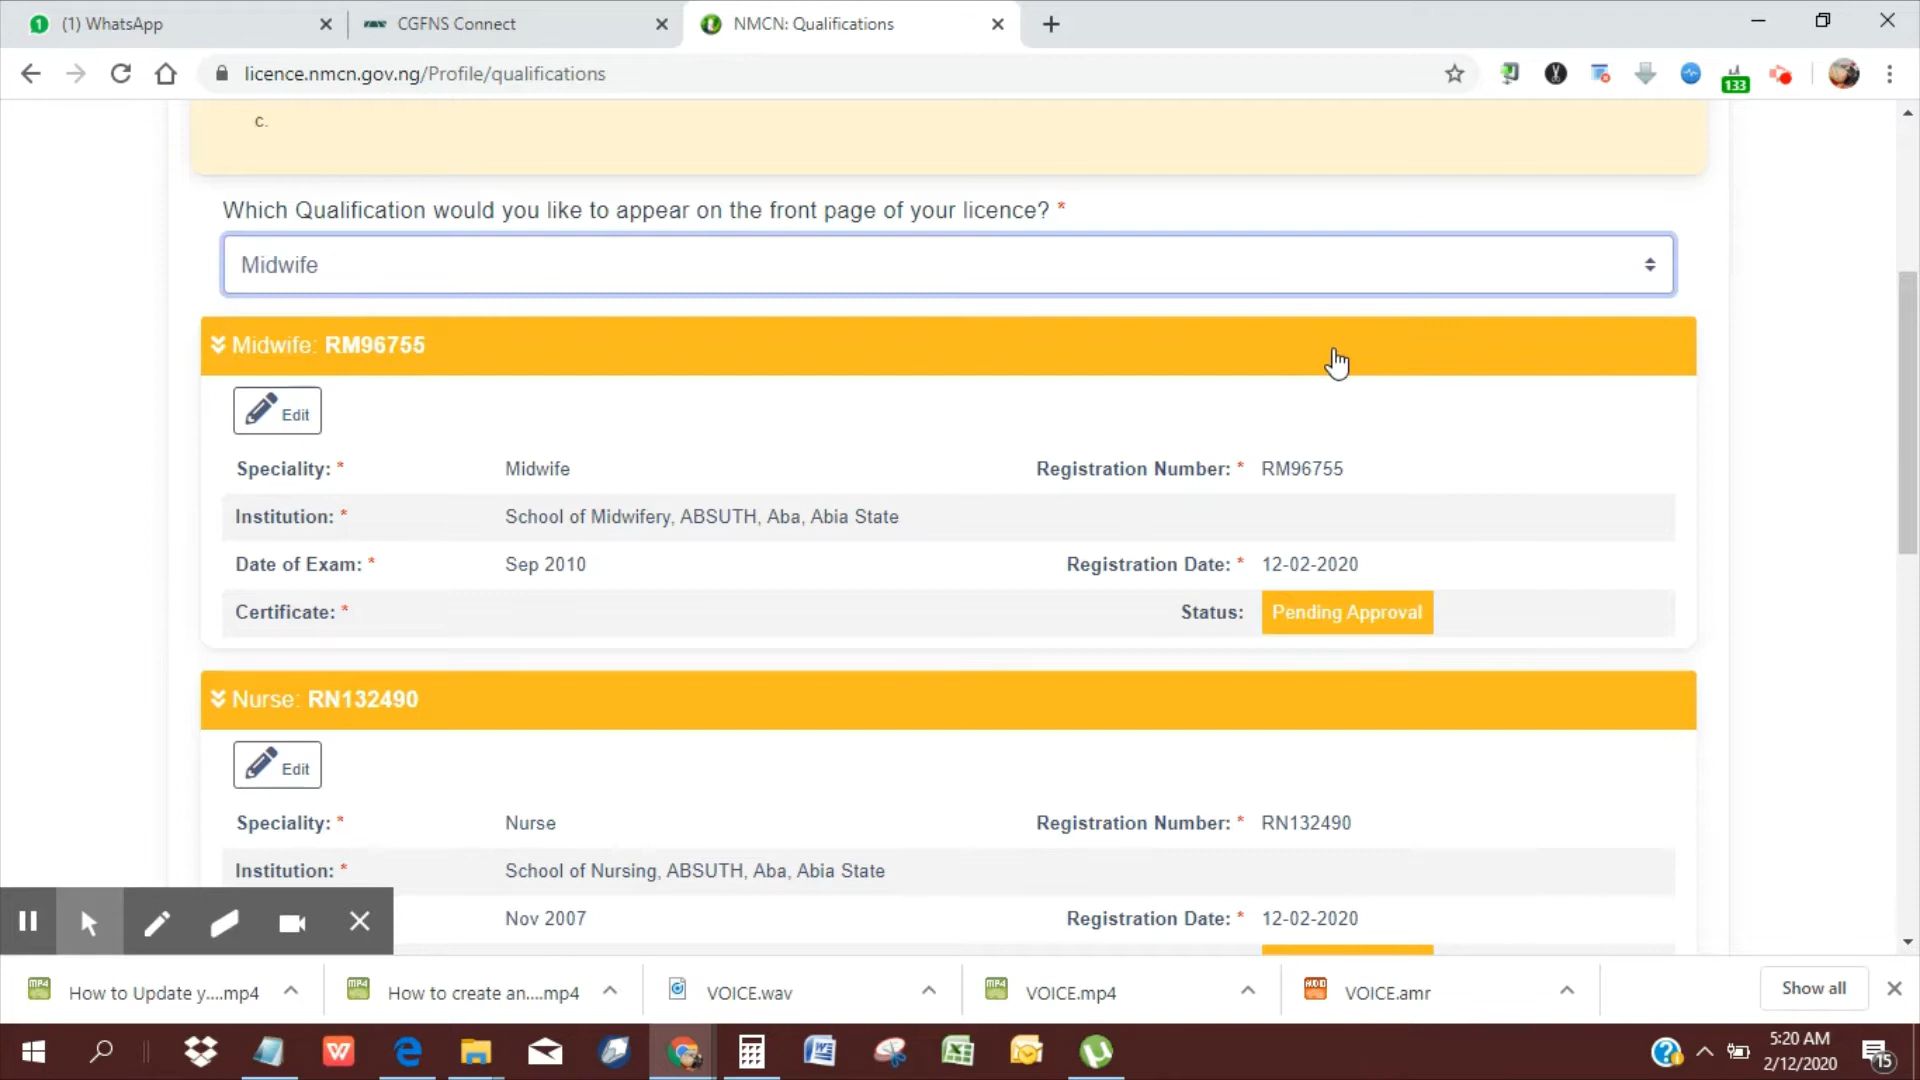 1 (1) WhatsApp
CGFNS Connect
NMCN: Qualifications
licence.nmcn.gov.ng/Profile/qualifications
133
c.
Which Qualification would you like to appear on the front page of your licence? *
Midwife
Midwife: RM96755
Edit
Speciality: * Midwife Registration Number: * RM96755
Institution: * School of Midwifery, ABSUTH, Aba, Abia State
Date of Exam: * Sep 2010 Registration Date: * 12-02-2020
Certificate: * Status: Pending Approval
Nurse: RN132490
Edit
Speciality: * Nurse Registration Number: * RN132490
Institution: * School of Nursing, ABSUTH, Aba, Abia State
Nov 2007 Registration Date: * 12-02-2020
How to Update y....mp4
How to create an....mp4
VOICE.wav
VOICE.mp4
VOICE.amr
Show all
5:20 AM
2/12/2020
15